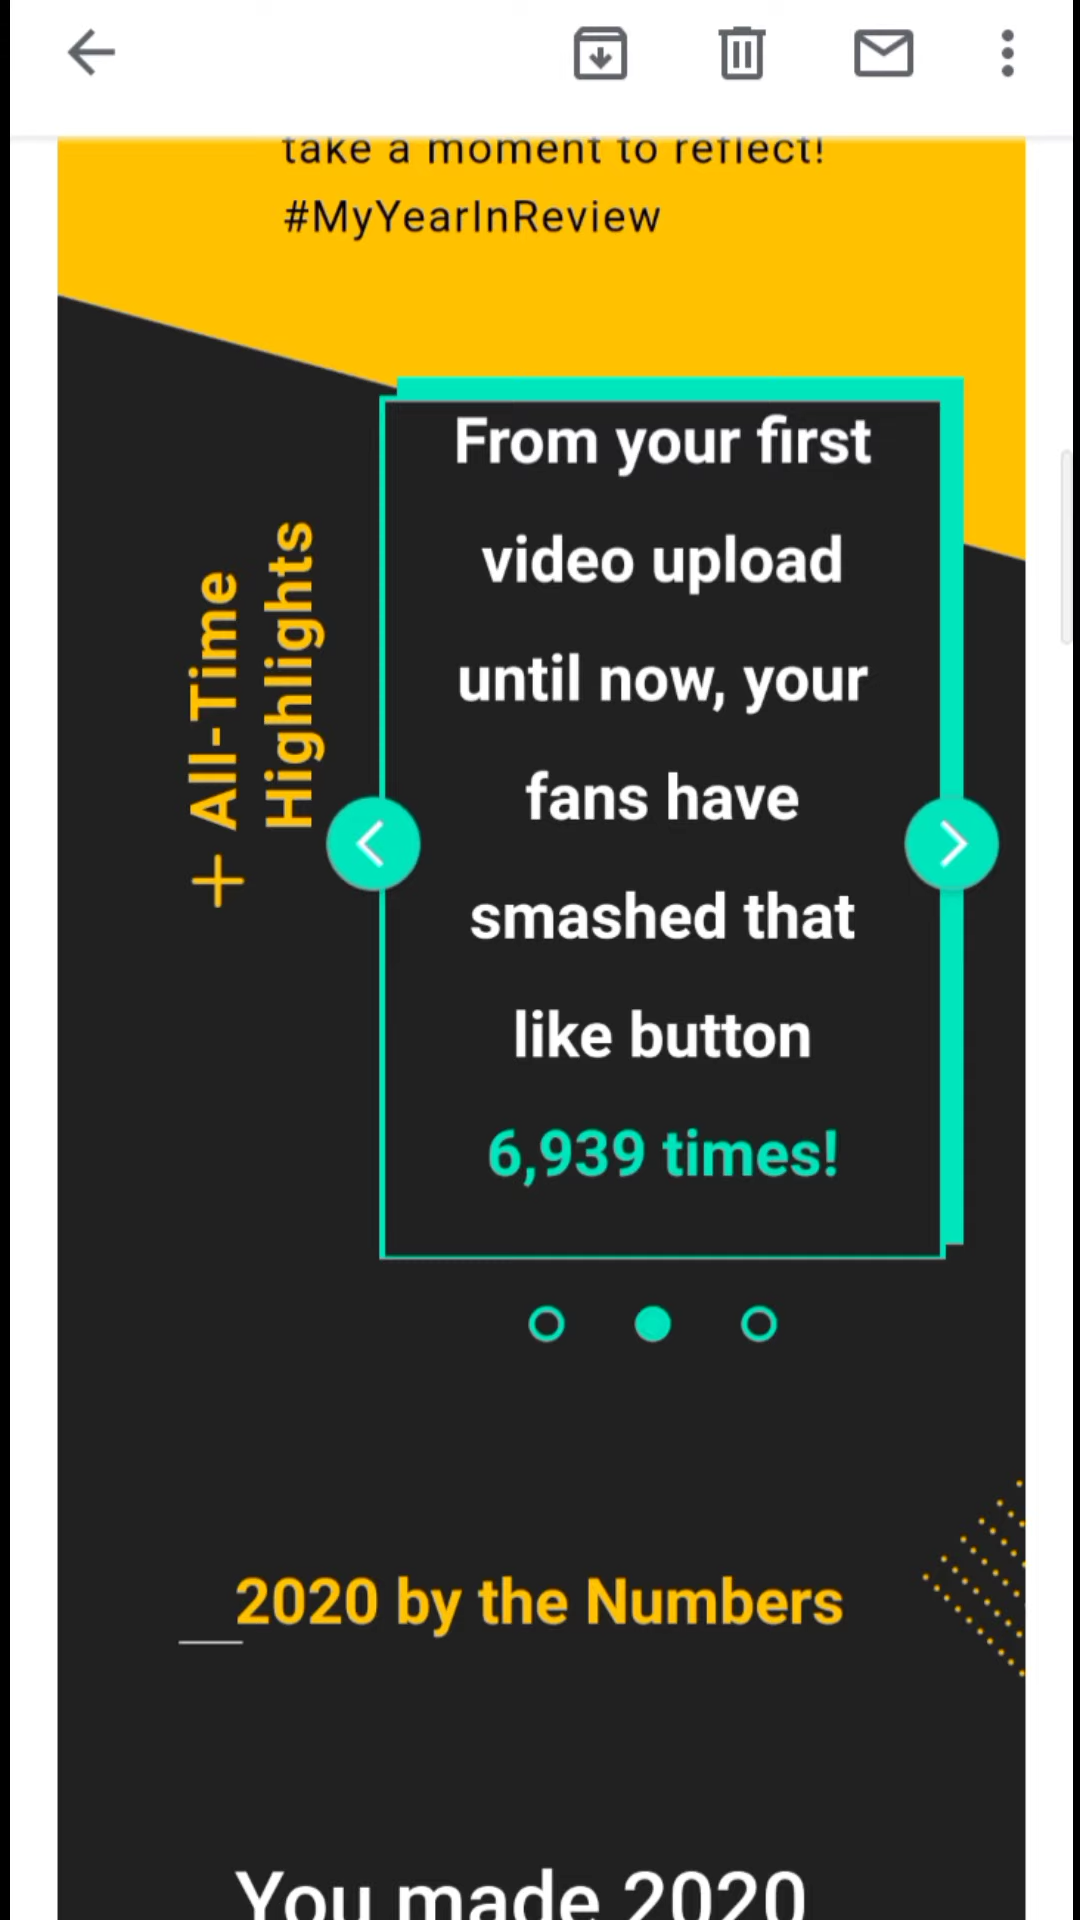 take a moment to reflect!
#MyYearInReview
+ All-Time
Highlights
From your first
video upload
until now, your
fans have
smashed that
like button
6,939 times!
2020 by the Numbers
You made 2020